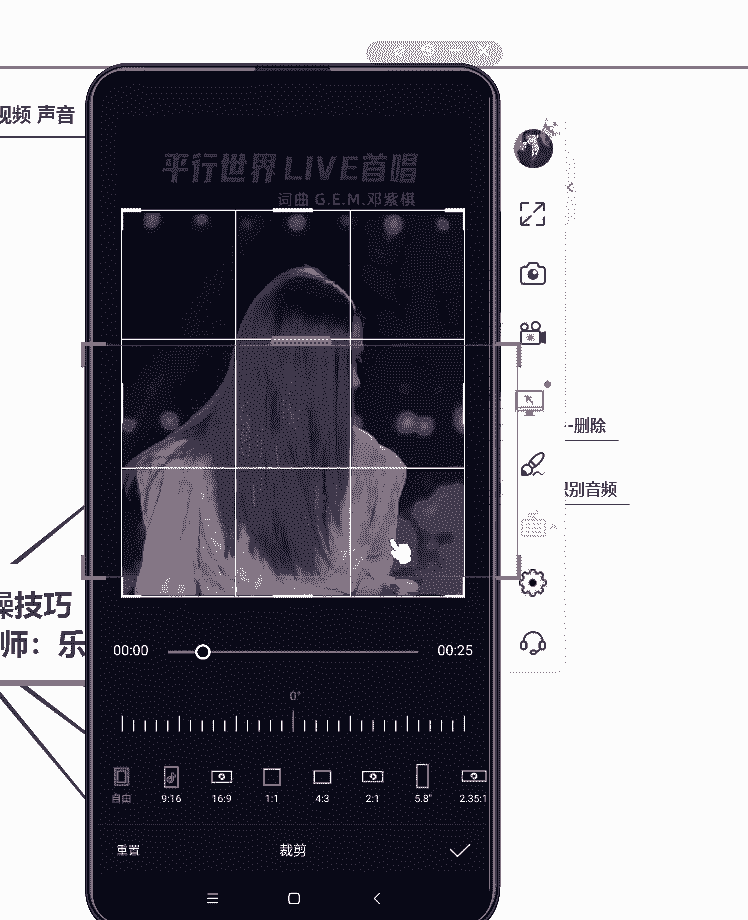 视频 声音
平行世界 LIVE首唱
词曲 G.E.M.邓紫棋
-删除
识别音频
操技巧
师：乐
00:00
00:25
0°
自由
9:16
16:9
1:1
4:3
2:1
5.8"
2.35:1
重置
裁剪